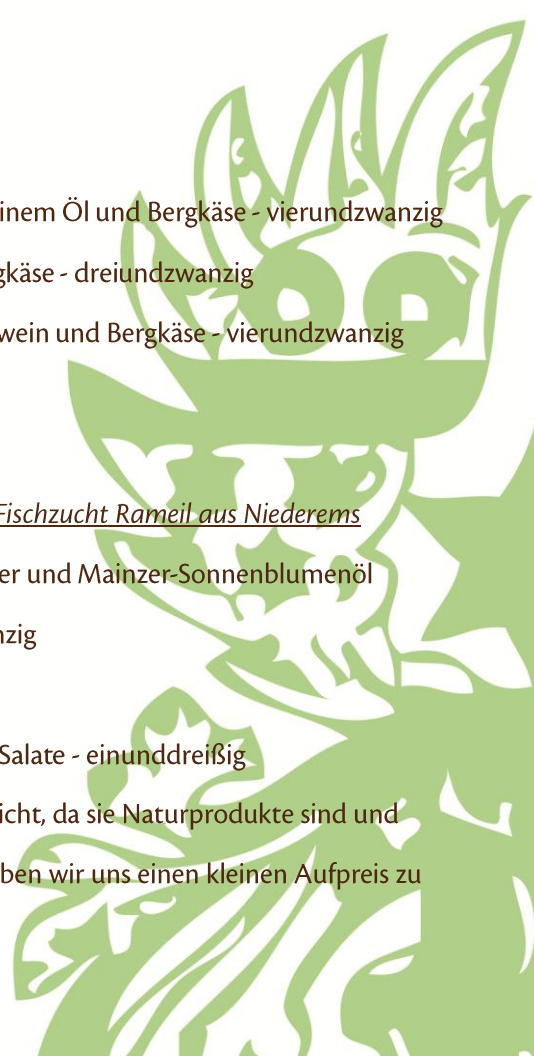 inem Öl und Bergkäse - vierundzwanzig
gkäse - dreiundzwanzig
wein und Bergkäse - vierundzwanzig
Fischzucht Rameil aus Niederems
er und Mainzer-Sonnenblumenöl
nzig
Salate - einunddreißig
icht, da sie Naturprodukte sind und
ben wir uns einen kleinen Aufpreis zu